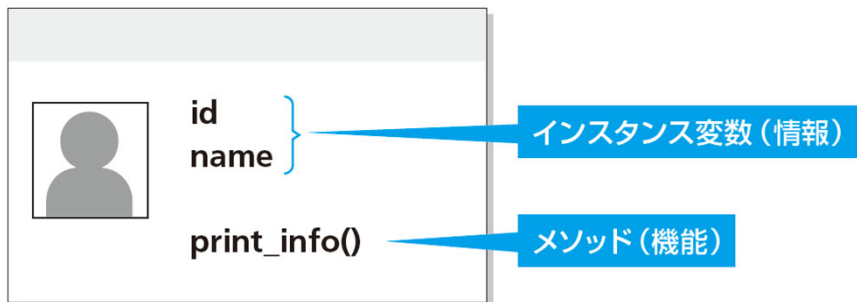 id
name
インスタンス変数（情報）
print_info()
メソッド（機能）